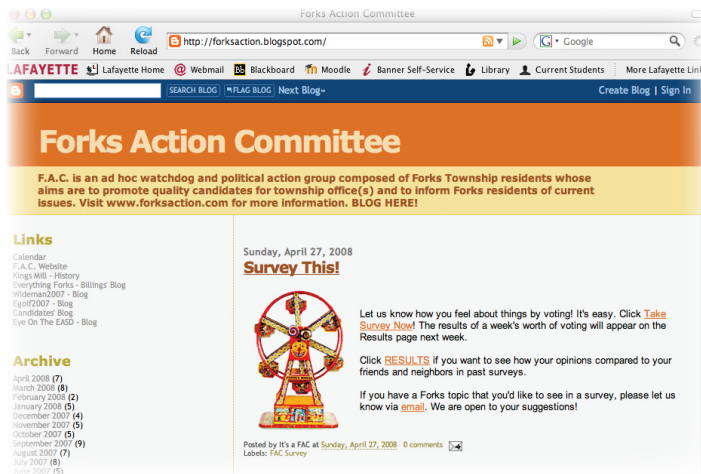 Forks Action Committee
Back Forward Home Reload http://forksaction.blogspot.com/ G Google
LAFAYETTE Lafayette Home Webmail Bb Blackboard Moodle Banner Self-Service Library Current Students More Lafayette Lin
SEARCH BLOG FLAG BLOG Next Blog» Create Blog | Sign In
Forks Action Committee
F.A.C. is an ad hoc watchdog and political action group composed of Forks Township residents whose
aims are to promote quality candidates for township office(s) and to inform Forks residents of current
issues. Visit www.forksaction.com for more information. BLOG HERE!
Links
Calendar
F.A.C. Website
Kings Mill - History
Everything Forks - Billings' Blog
Wideman2007 - Blog
Egolf2007 - Blog
Candidates' Blog
Eye On The EASD - Blog
Archive
April 2008 (7)
March 2008 (8)
February 2008 (2)
January 2008 (5)
December 2007 (4)
November 2007 (5)
October 2007 (5)
September 2007 (9)
August 2007 (7)
July 2007 (8)
June 2007 (5)
Sunday, April 27, 2008
Survey This!
Let us know how you feel about things by voting! It's easy. Click Take
Survey Now! The results of a week's worth of voting will appear on the
Results page next week.
Click RESULTS if you want to see how your opinions compared to your
friends and neighbors in past surveys.
If you have a Forks topic that you'd like to see in a survey, please let us
know via email. We are open to your suggestions!
Posted by It's a FAC at Sunday, April 27, 2008 0 comments
Labels: FAC Survey